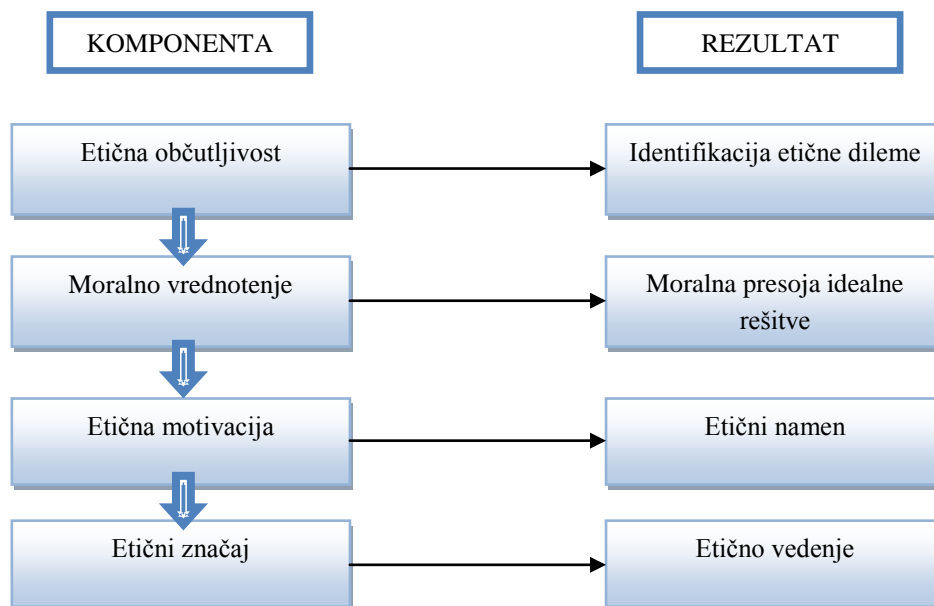 KOMPONENTA
REZULTAT
Etična občutljivost
Identifikacija etične dileme
Moralno vrednotenje
Moralna presoja idealne
rešitve
Etična motivacija
Etični namen
Etični značaj
Etično vedenje